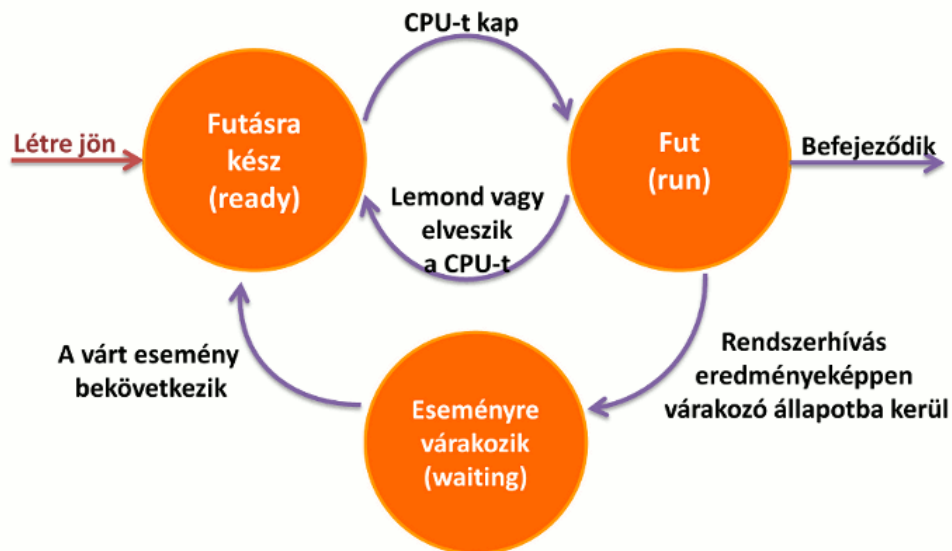 CPU-t kap
Létre jön
Futásra
kész
(ready)
Fut
(run)
Befejeződik
Lemond vagy
elveszik
a CPU-t
A várt esemény
bekövetkezik
Rendszerhívás
eredményeképpen
várakozó állapotba kerül
Eseményre
várakozik
(waiting)